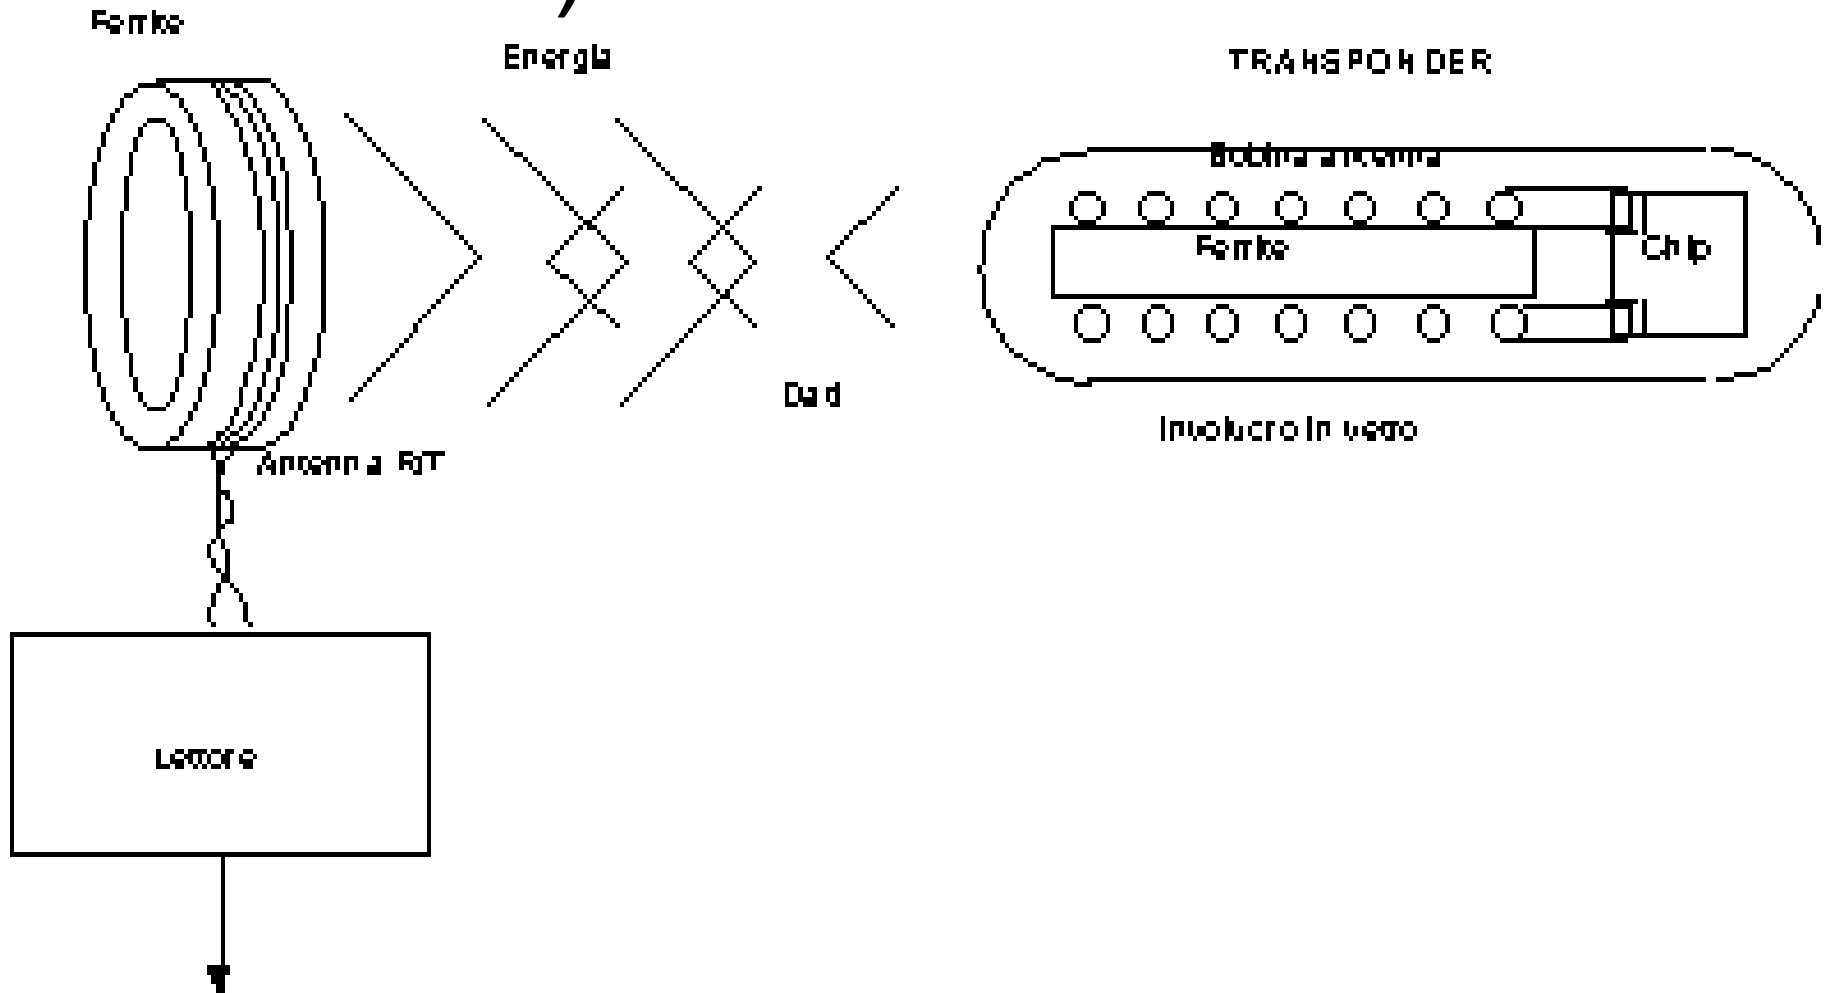 Ferrite
Energia
TRANSPONDER
Bobina antenna
Ferrite
Chip
Dati
Involucro in vetro
Antenna R/T
Lettore